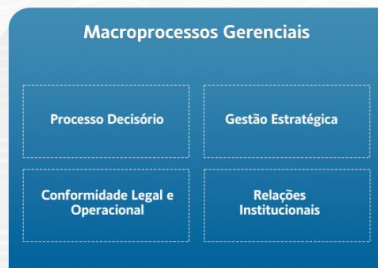 Macroprocessos Gerenciais
Processo Decisório
Gestão Estratégica
Conformidade Legal e
Operacional
Relações
Institucionais